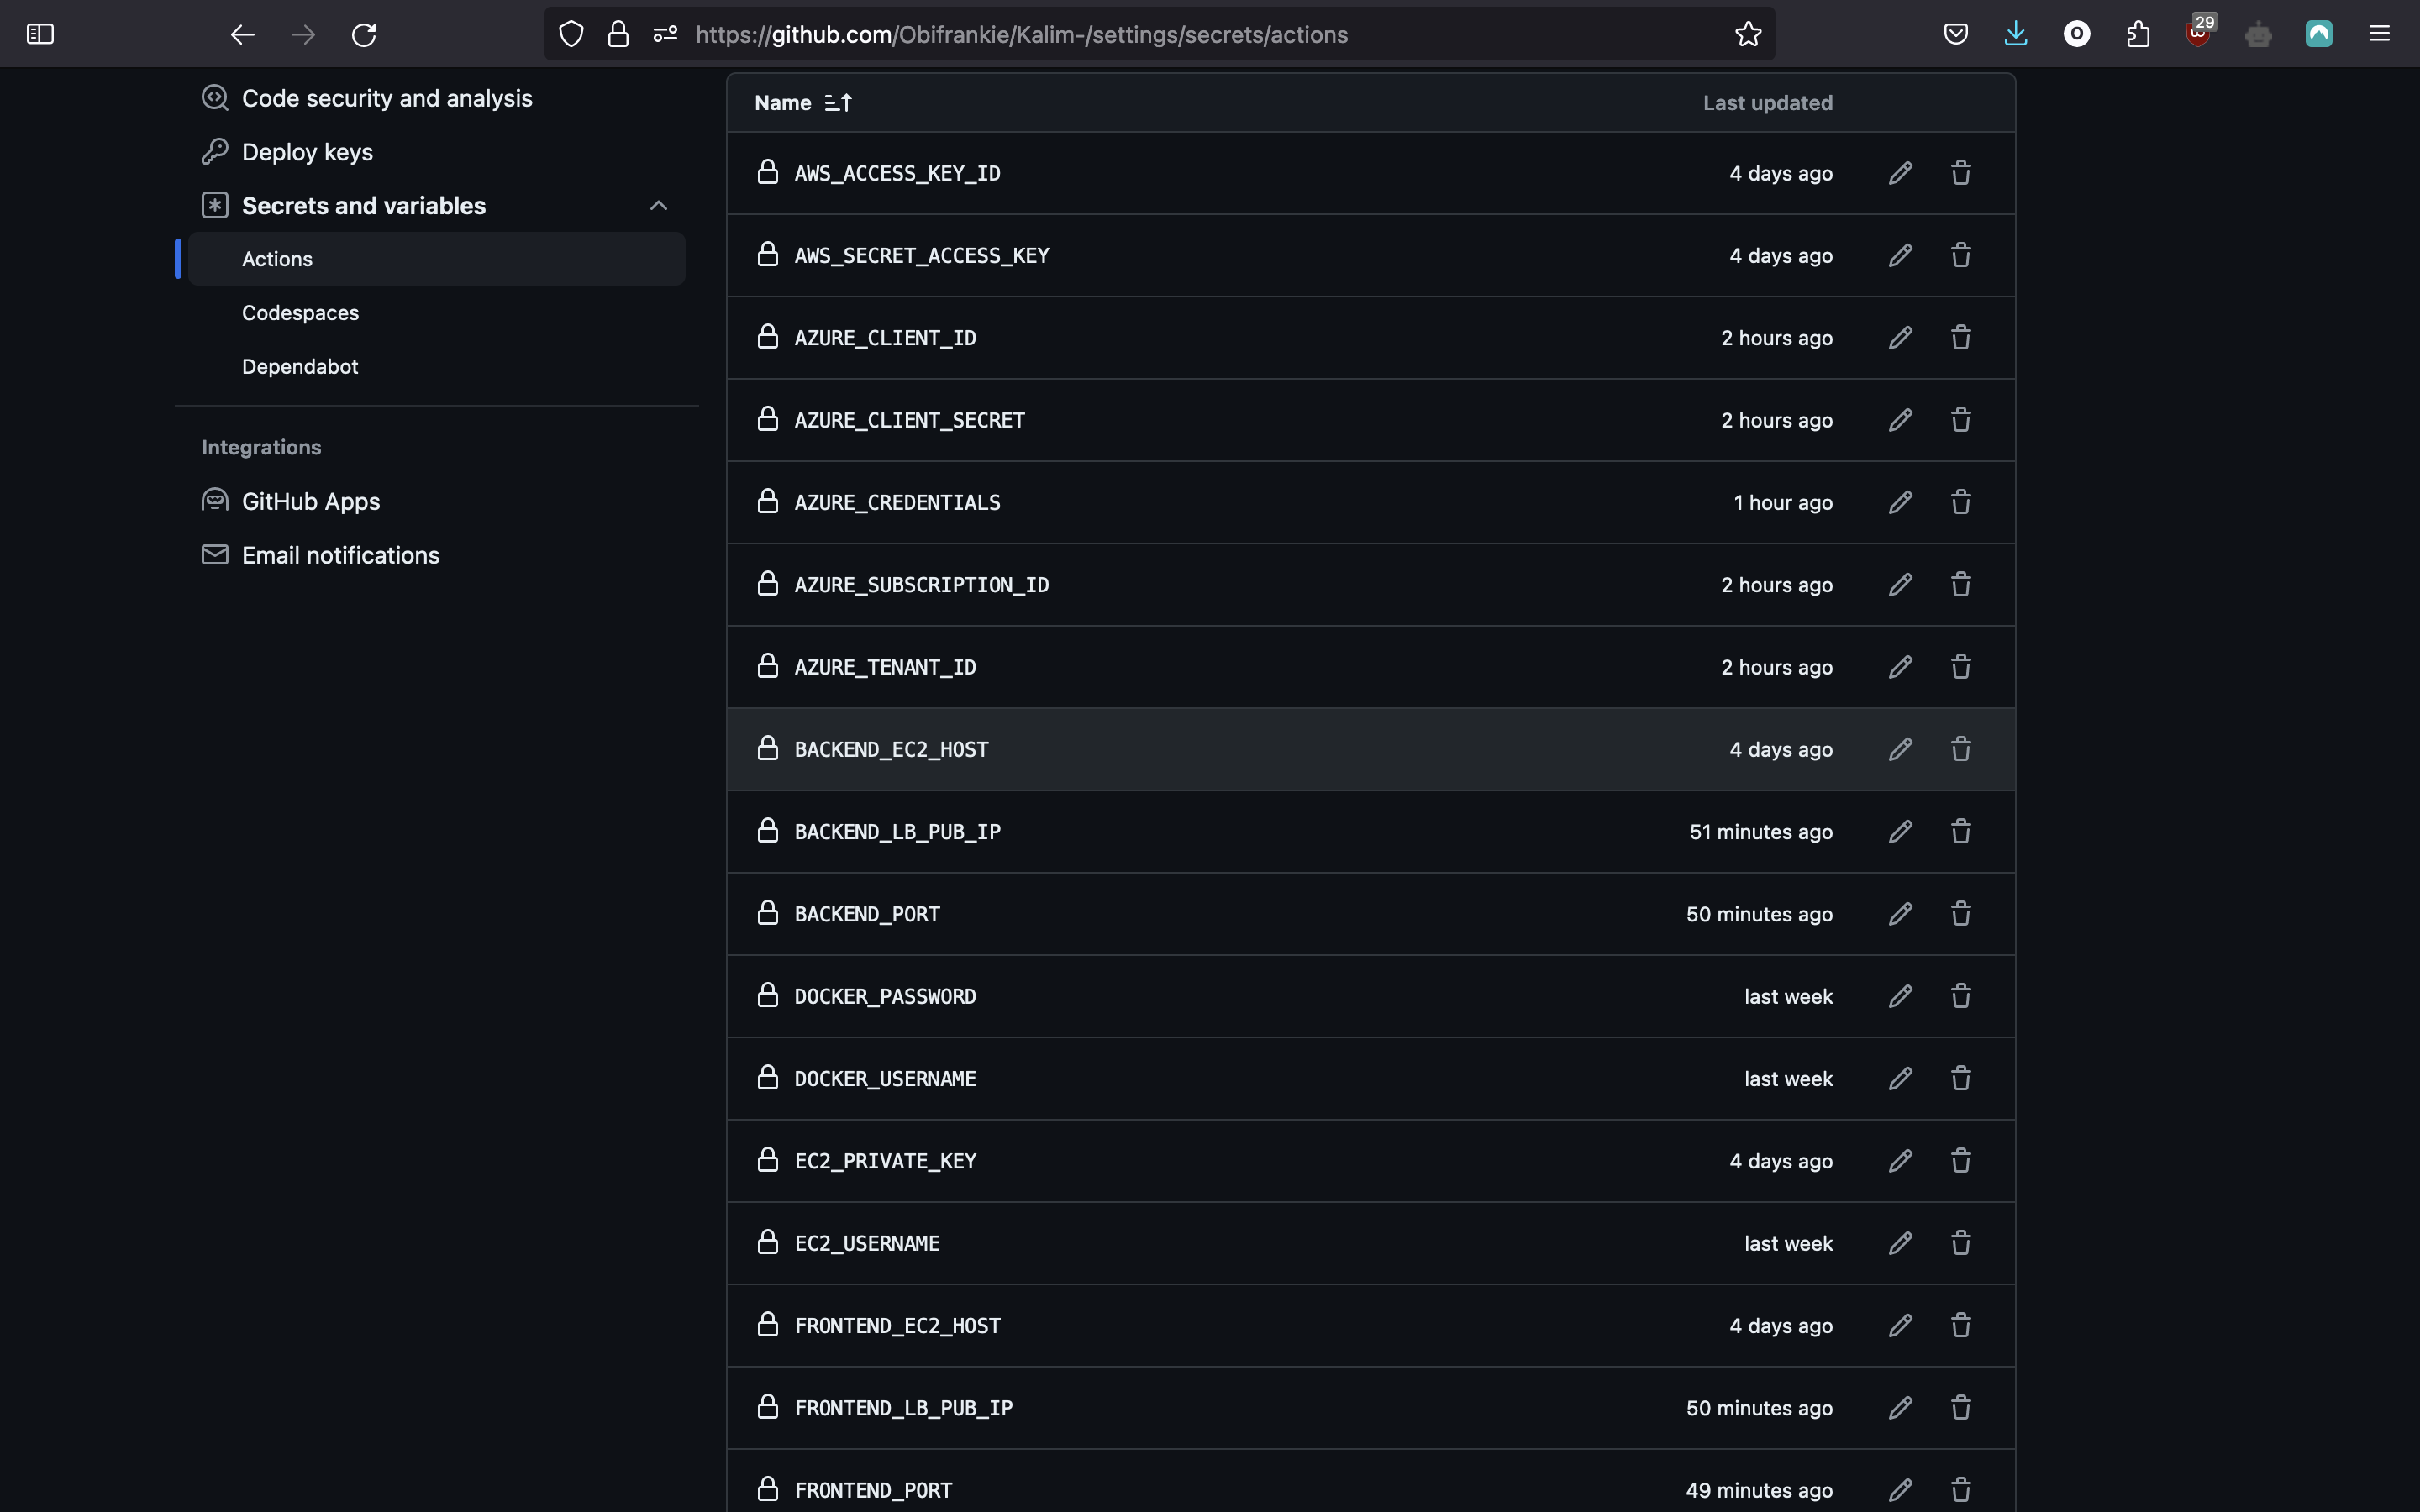 https://github.com/Obifrankie/Kalim-/settings/secrets/actions
29
Code security and analysis
Deploy keys
Secrets and variables
Actions
Codespaces
Dependabot
Integrations
GitHub Apps
Email notifications
Name Last updated
AWS_ACCESS_KEY_ID 4 days ago
AWS_SECRET_ACCESS_KEY 4 days ago
AZURE_CLIENT_ID 2 hours ago
AZURE_CLIENT_SECRET 2 hours ago
AZURE_CREDENTIALS 1 hour ago
AZURE_SUBSCRIPTION_ID 2 hours ago
AZURE_TENANT_ID 2 hours ago
BACKEND_EC2_HOST 4 days ago
BACKEND_LB_PUB_IP 51 minutes ago
BACKEND_PORT 50 minutes ago
DOCKER_PASSWORD last week
DOCKER_USERNAME last week
EC2_PRIVATE_KEY 4 days ago
EC2_USERNAME last week
FRONTEND_EC2_HOST 4 days ago
FRONTEND_LB_PUB_IP 50 minutes ago
FRONTEND_PORT 49 minutes ago